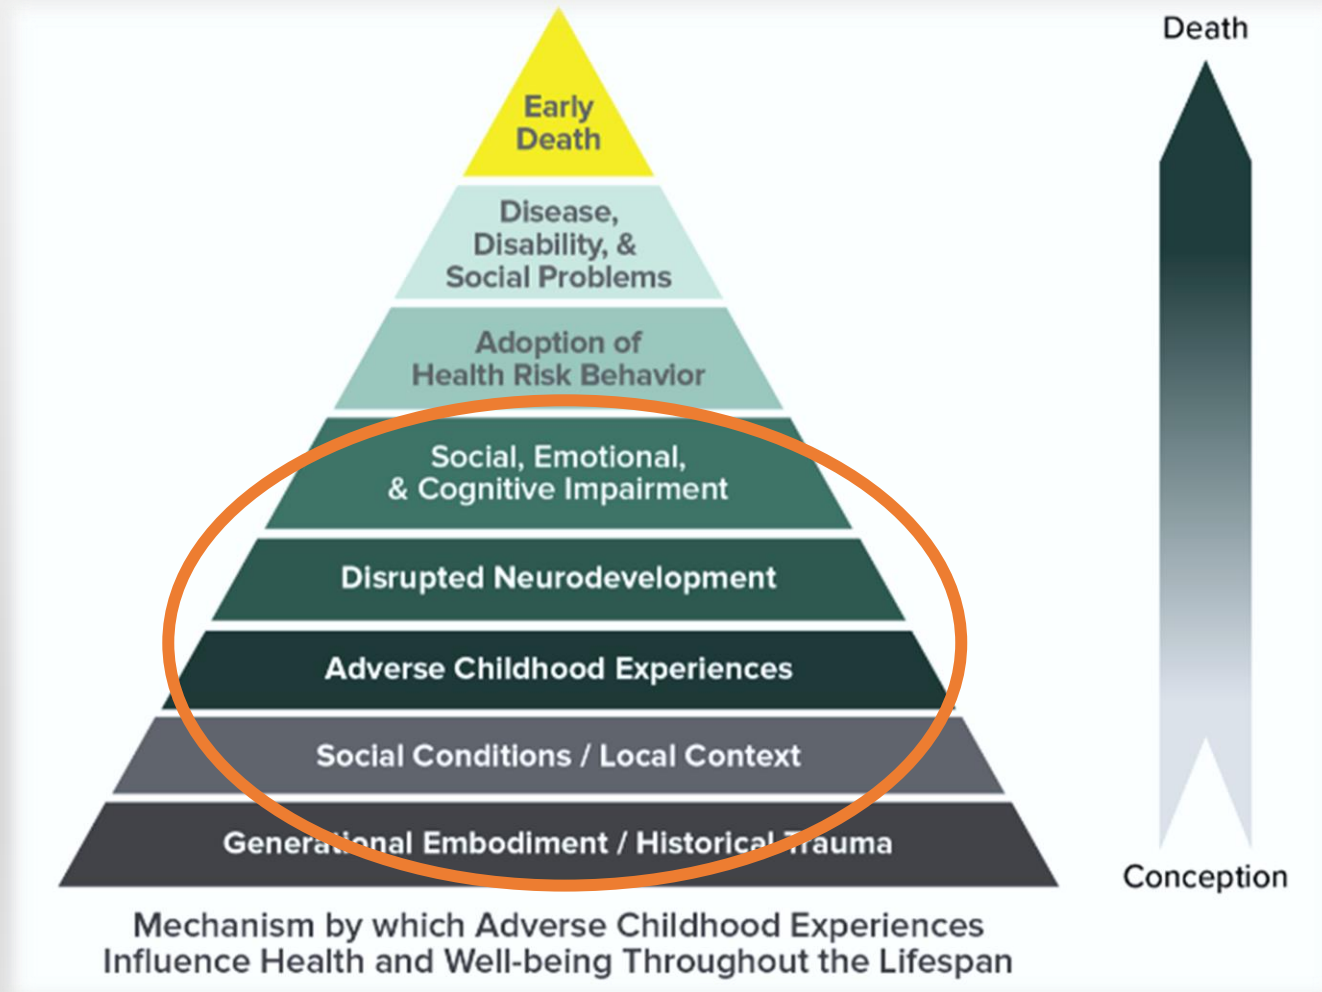 Early
Death
Disease,
Disability, &
Social Problems
Adoption of
Health Risk Behavior
Social, Emotional,
& Cognitive Impairment
Disrupted Neurodevelopment
Adverse Childhood Experiences
Social Conditions / Local Context
Generational Embodiment / Historical Trauma
Mechanism by which Adverse Childhood Experiences
Influence Health and Well-being Throughout the Lifespan
Death
Conception